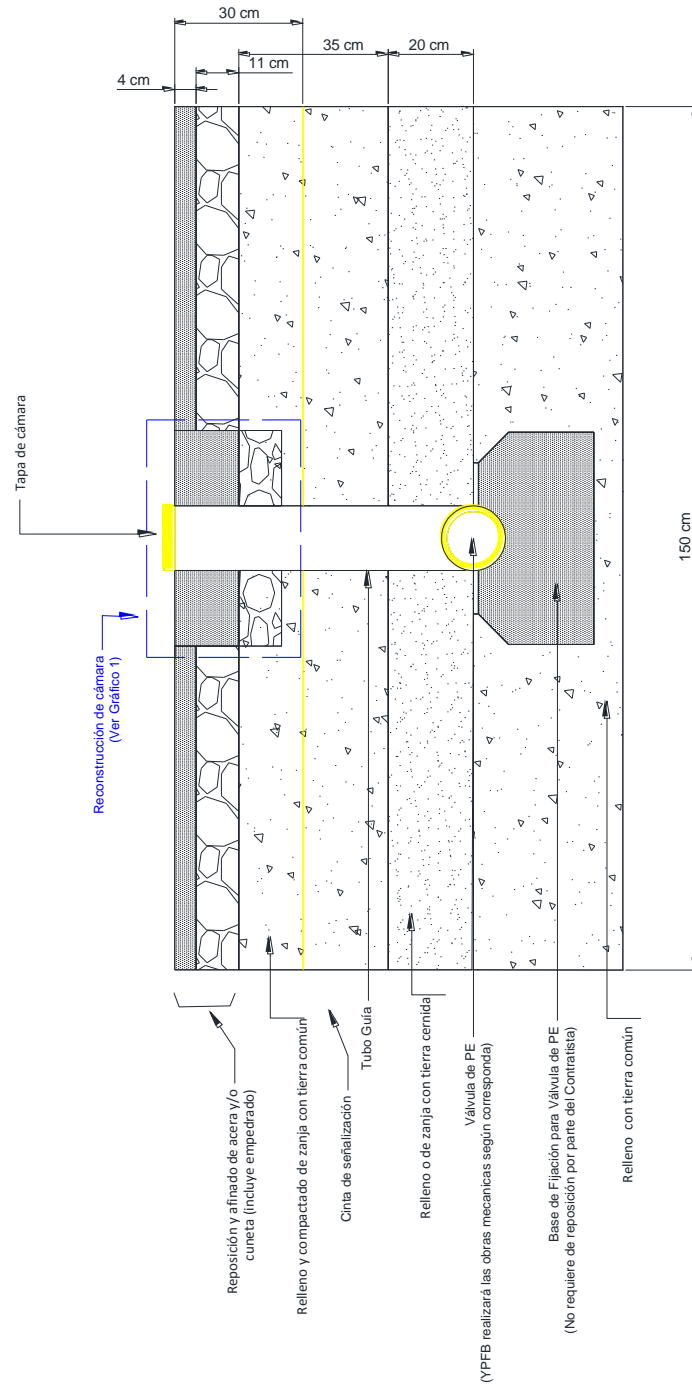 30 cm
35 cm
20 cm
11 cm
4 cm
Tapa de cámara
Reconstrucción de cámara
(Ver Gráfico 1)
150 cm
Reposición y afinado de acera y/o
cuneta (incluye empedrado)
Relleno y compactado de zanja con tierra común
Cinta de señalización
Tubo Guía
Relleno o de zanja con tierra cernida
Válvula de PE
(YPFB realizará las obras mecanicas según corresponda)
Base de Fijación para Válvula de PE
(No requiere de reposición por parte del Contratista)
Relleno con tierra común